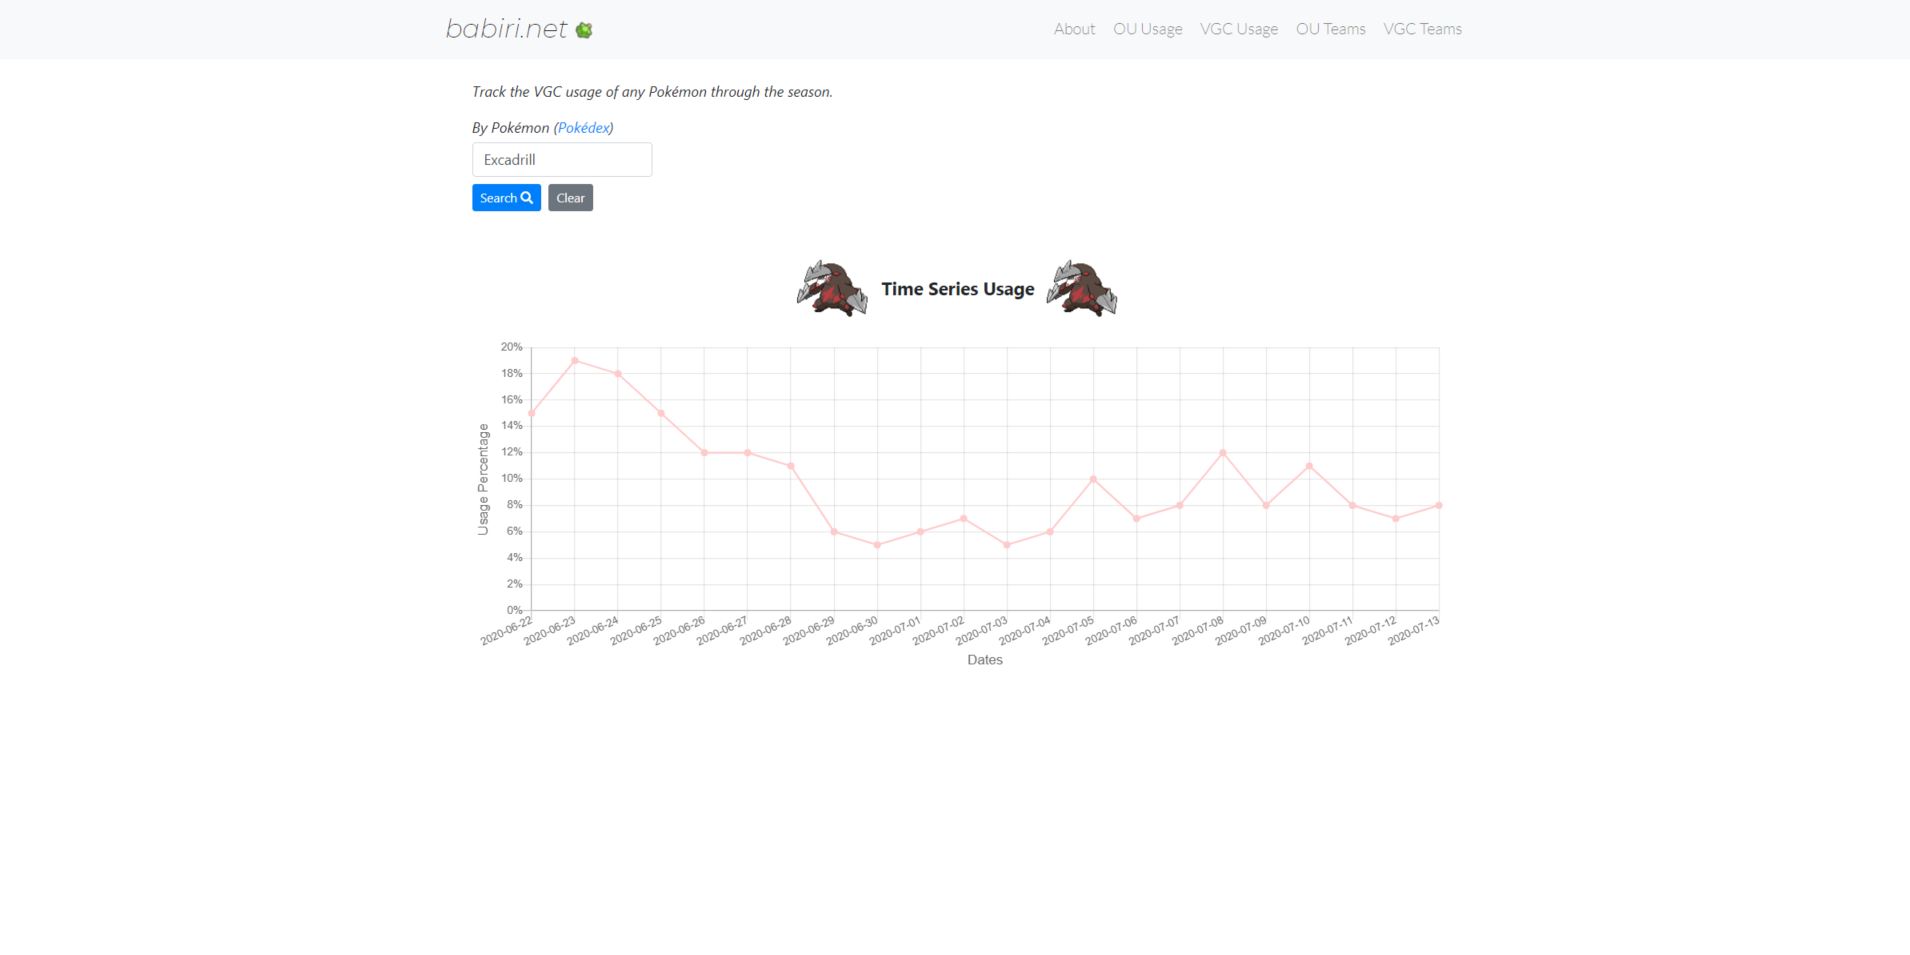 babiri.net
About OU Usage VGC Usage OU Teams VGC Teams
Track the VGC usage of any Pokémon through the season.
By Pokémon (Pokédex)
Excadrill
Search Clear
Time Series Usage
20%
18%
16%
14%
12%
10%
8%
6%
4%
2%
0%
Usage Percentage
2020-06-22 2020-06-23 2020-06-24 2020-06-25 2020-06-26 2020-06-27 2020-06-28 2020-06-29 2020-06-30 2020-07-01 2020-07-02 2020-07-03 2020-07-04 2020-07-05 2020-07-06 2020-07-07 2020-07-08 2020-07-09 2020-07-10 2020-07-11 2020-07-12 2020-07-13
Dates